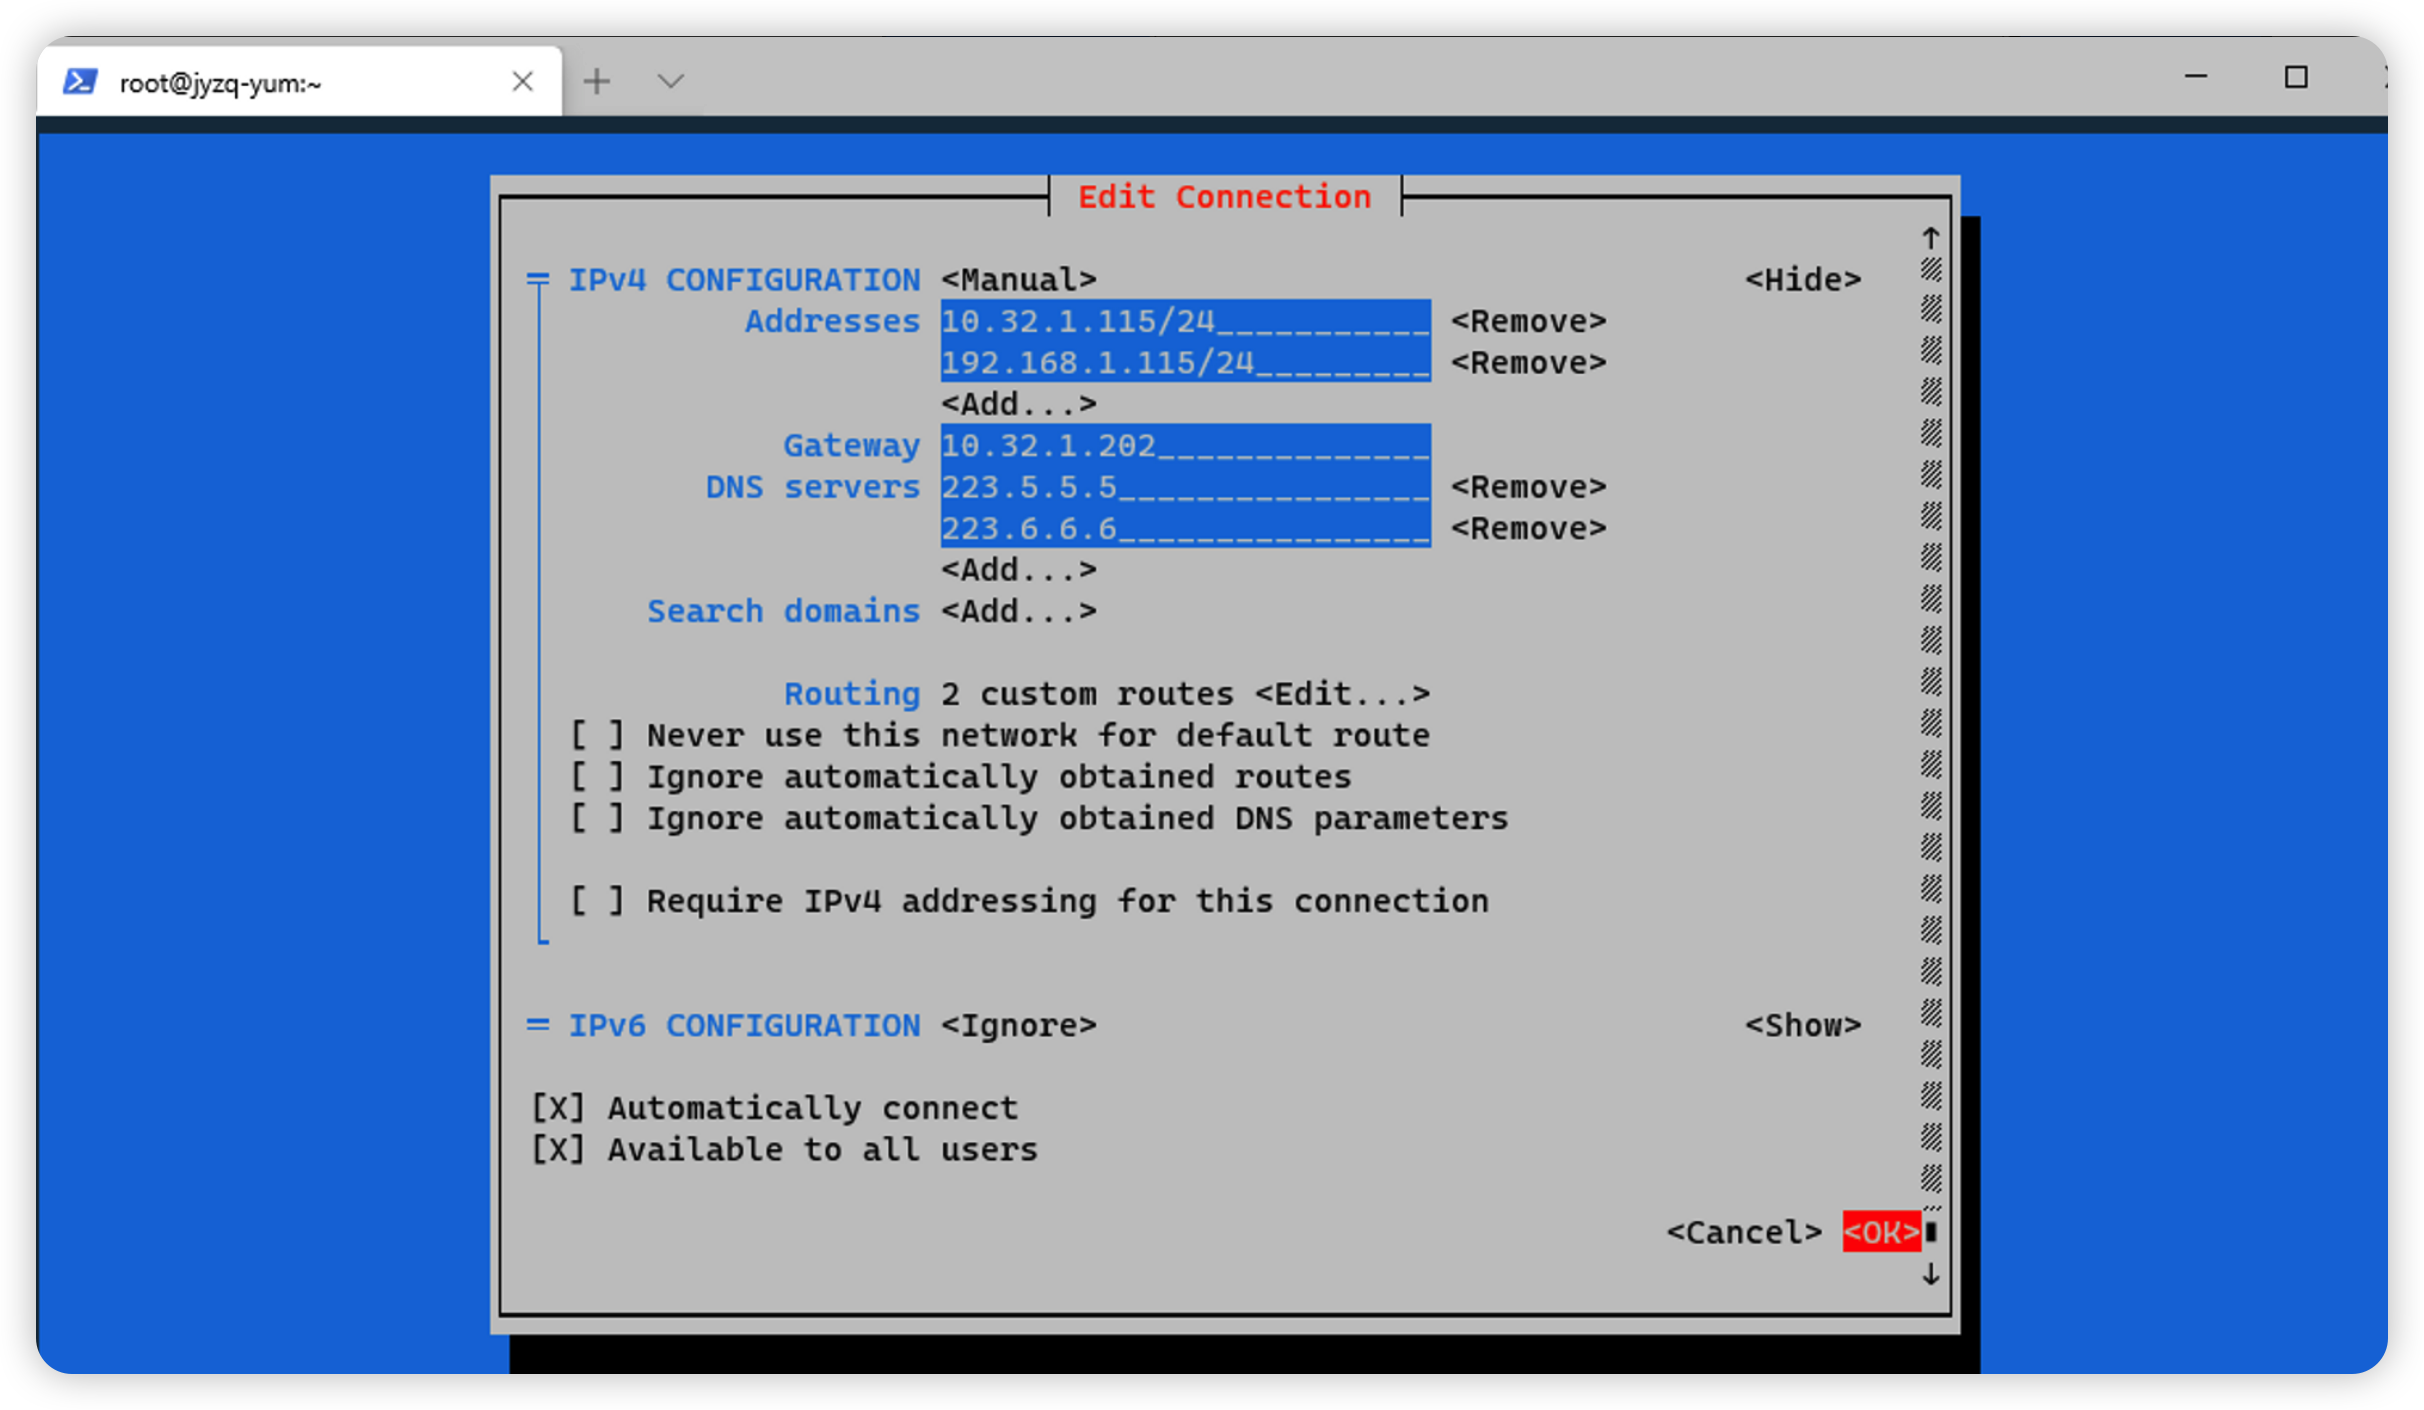 root@jyzq-yum:~
Edit Connection
= IPv4 CONFIGURATION <Manual> <Hide>
Addresses 10.32.1.115/24___________ <Remove>
192.168.1.115/24_________ <Remove>
<Add...>
Gateway 10.32.1.202______________
DNS servers 223.5.5.5________________ <Remove>
223.6.6.6________________ <Remove>
<Add...>
Search domains <Add...>
Routing 2 custom routes <Edit...>
[ ] Never use this network for default route
[ ] Ignore automatically obtained routes
[ ] Ignore automatically obtained DNS parameters
[ ] Require IPv4 addressing for this connection
= IPv6 CONFIGURATION <Ignore> <Show>
[X] Automatically connect
[X] Available to all users
<Cancel> <OK>